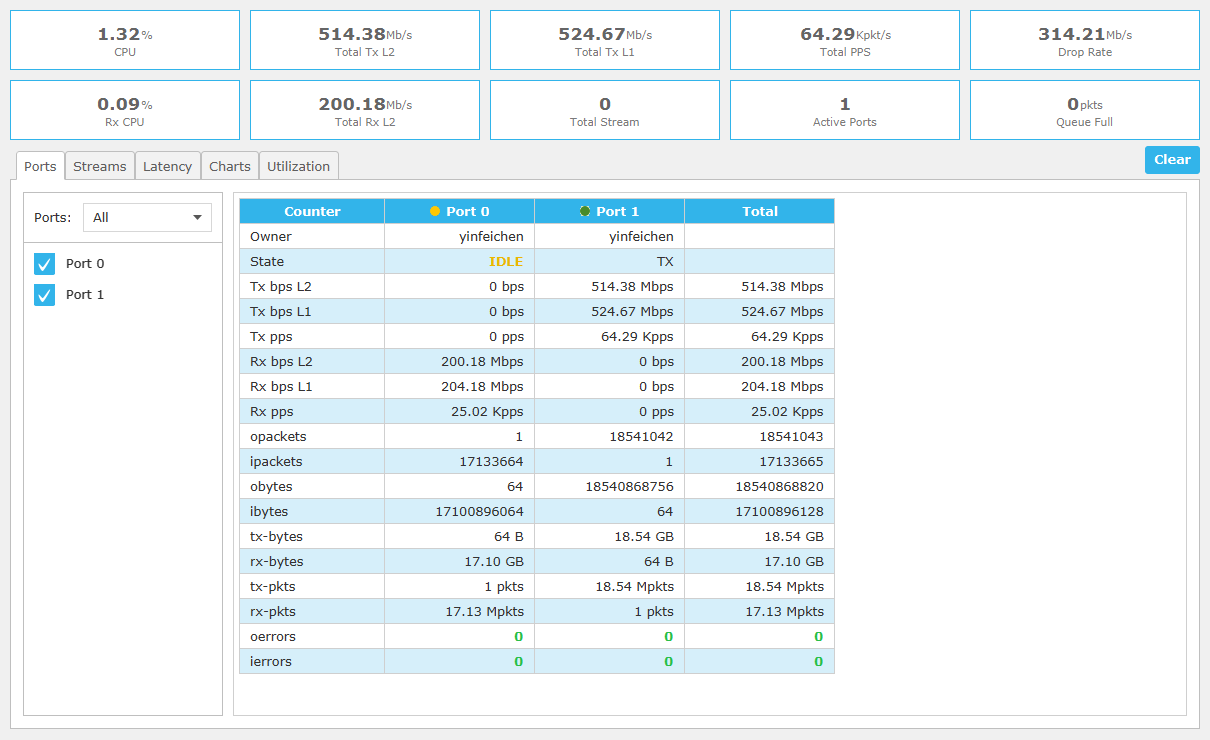 1.32%
CPU
514.38Mb/s
Total Tx L2
524.67Mb/s
Total Tx L1
64.29Kpkt/s
Total PPS
314.21Mb/s
Drop Rate
0.09%
Rx CPU
200.18Mb/s
Total Rx L2
0
Total Stream
1
Active Ports
0pkts
Queue Full
Ports Streams Latency Charts Utilization
Clear
Ports: All
Port 0
Port 1
Counter Port 0 Port 1 Total
Owner yinfeichen yinfeichen
State IDLE TX
Tx bps L2 0 bps 514.38 Mbps 514.38 Mbps
Tx bps L1 0 bps 524.67 Mbps 524.67 Mbps
Tx pps 0 pps 64.29 Kpps 64.29 Kpps
Rx bps L2 200.18 Mbps 0 bps 200.18 Mbps
Rx bps L1 204.18 Mbps 0 bps 204.18 Mbps
Rx pps 25.02 Kpps 0 pps 25.02 Kpps
opackets 1 18541042 18541043
ipackets 17133664 1 17133665
obytes 64 18540868756 18540868820
ibytes 17100896064 64 17100896128
tx-bytes 64 B 18.54 GB 18.54 GB
rx-bytes 17.10 GB 64 B 17.10 GB
tx-pkts 1 pkts 18.54 Mpkts 18.54 Mpkts
rx-pkts 17.13 Mpkts 1 pkts 17.13 Mpkts
oerrors 0 0 0
ierrors 0 0 0